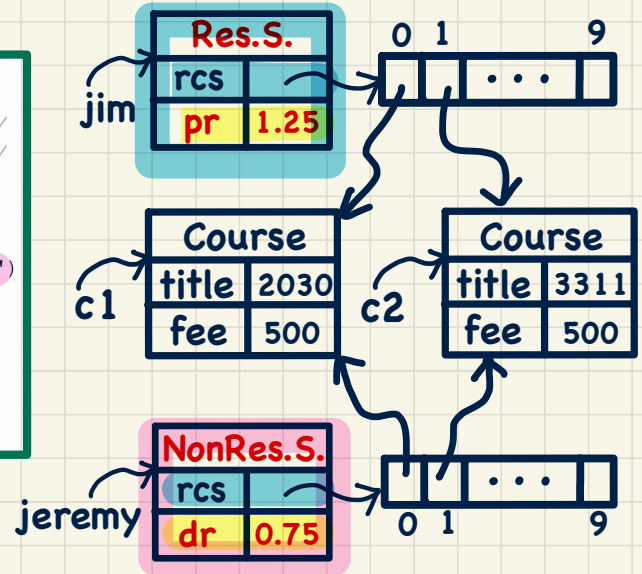 Res.S.
0 1 9
rcs
...
jim
pr 1.25
")
Course
title 2030
fee 500
c1
Course
title 3311
fee 500
c2
NonRes.S.
rcs
...
jeremy
dr 0.75
0 1 9